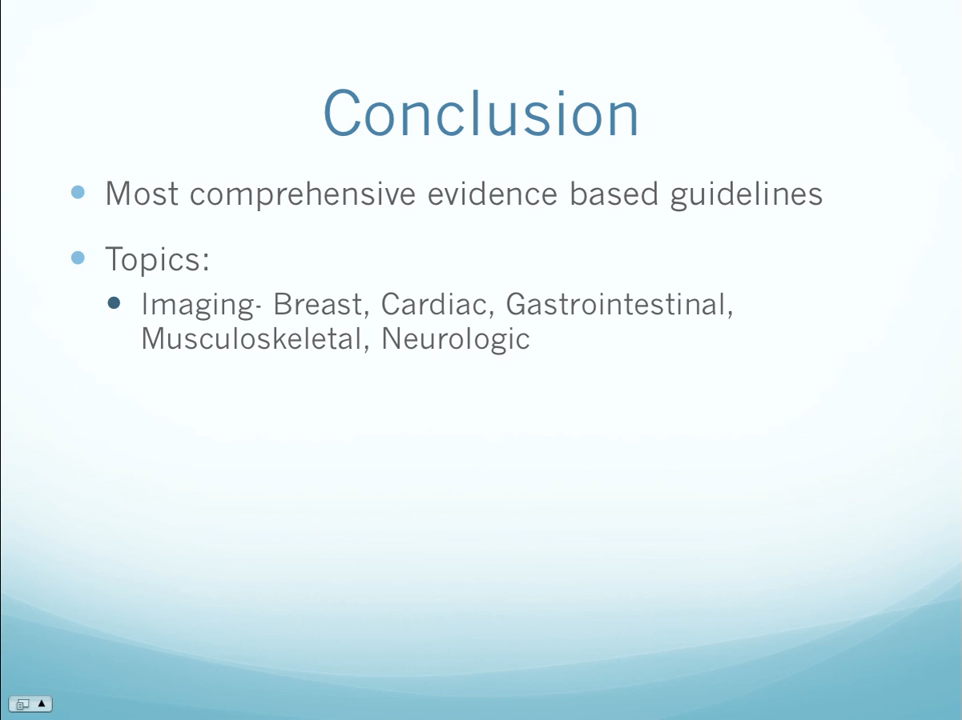 Conclusion
Most comprehensive evidence based guidelines
Topics:
Imaging- Breast, Cardiac, Gastrointestinal,
Musculoskeletal, Neurologic